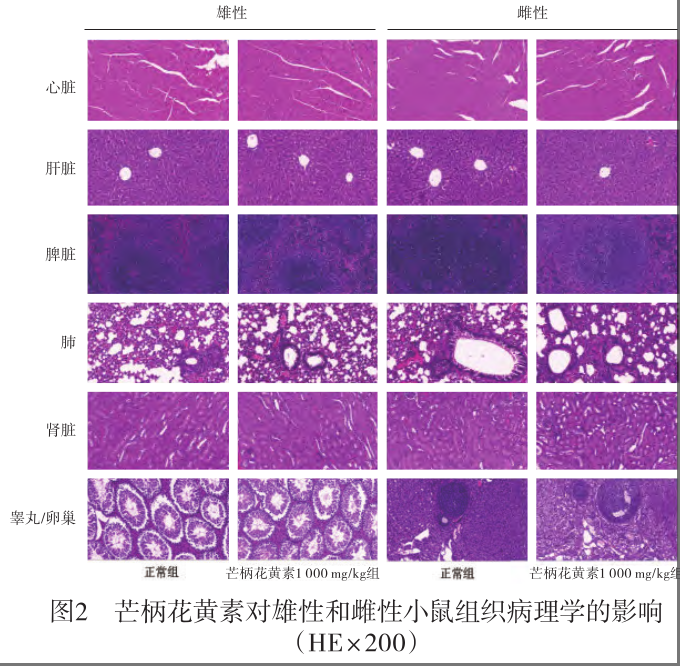 雄性 雌性
心脏
肝脏
脾脏
肺
肾脏
睾丸/卵巢
正常组 芒柄花黄素1 000 mg/kg组 正常组 芒柄花黄素1 000 mg/kg组
图2 芒柄花黄素对雄性和雌性小鼠组织病理学的影响
（HE×200）